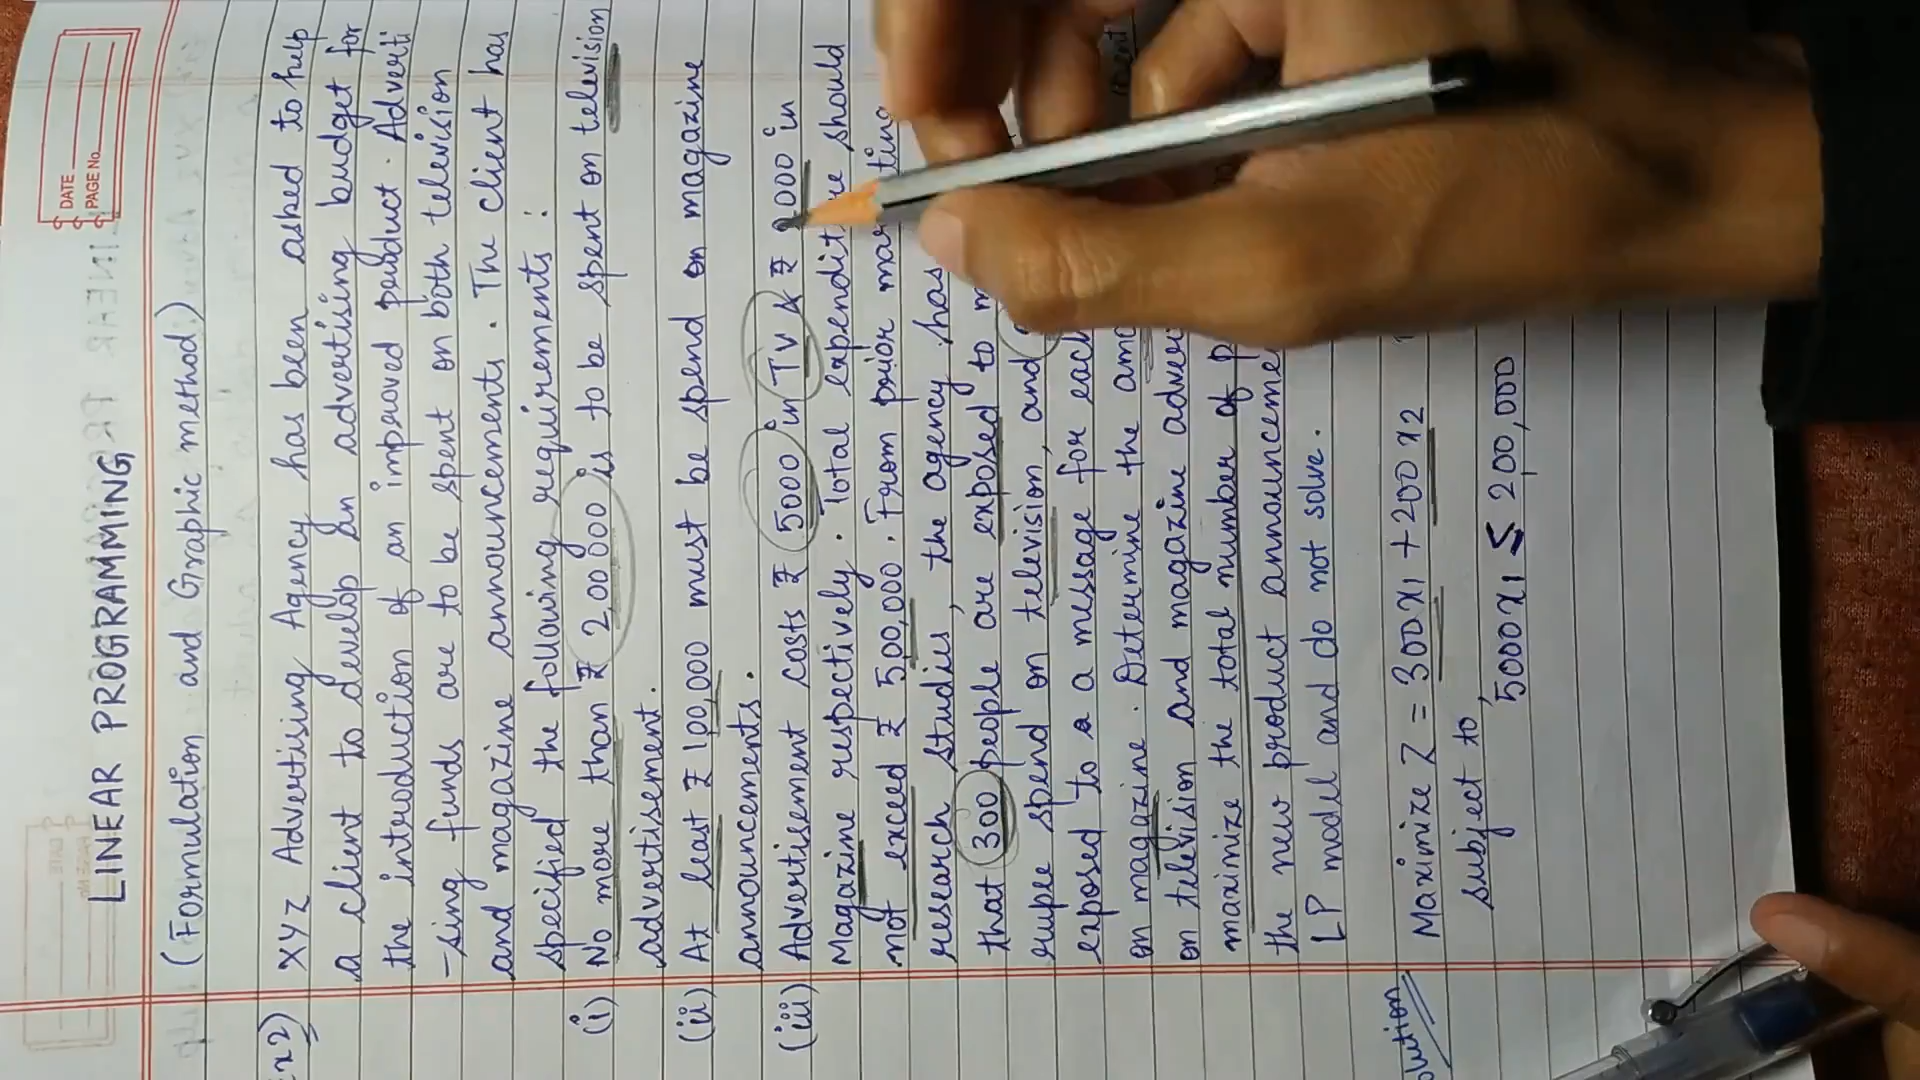 DATE
PAGE No.
LINEAR PROGRAMMING
(Formulation and Graphic method)
Ex2) XYZ Advertising Agency has been asked to help
a client to develop an advertising budget for
the introduction of an improved product. Adverti
-sing funds are to be spent on both television
and magazine announcements. The client has
specified the following requirements:
(i) No more than ₹ 2,00,000 is to be spent on television
advertisement.
(ii) At least ₹ 100,000 must be spend on magazine
announcements.
(iii) Advertisement costs ₹ 5000 in TV & ₹ 2000 in
Magazine respectively. Total expenditure should
not exceed ₹ 500,000. From prior
research studies, the agency has
that 300 people are exposed to
rupee spend on television, and
exposed to a message for each
on magazine. Determine the
on television and magazine
maximize the total number of
the new product
LP model and do not solve.
Solution
Maximize Z = 300x1 + 200x2
subject to,
5000x1 ≤ 200,000